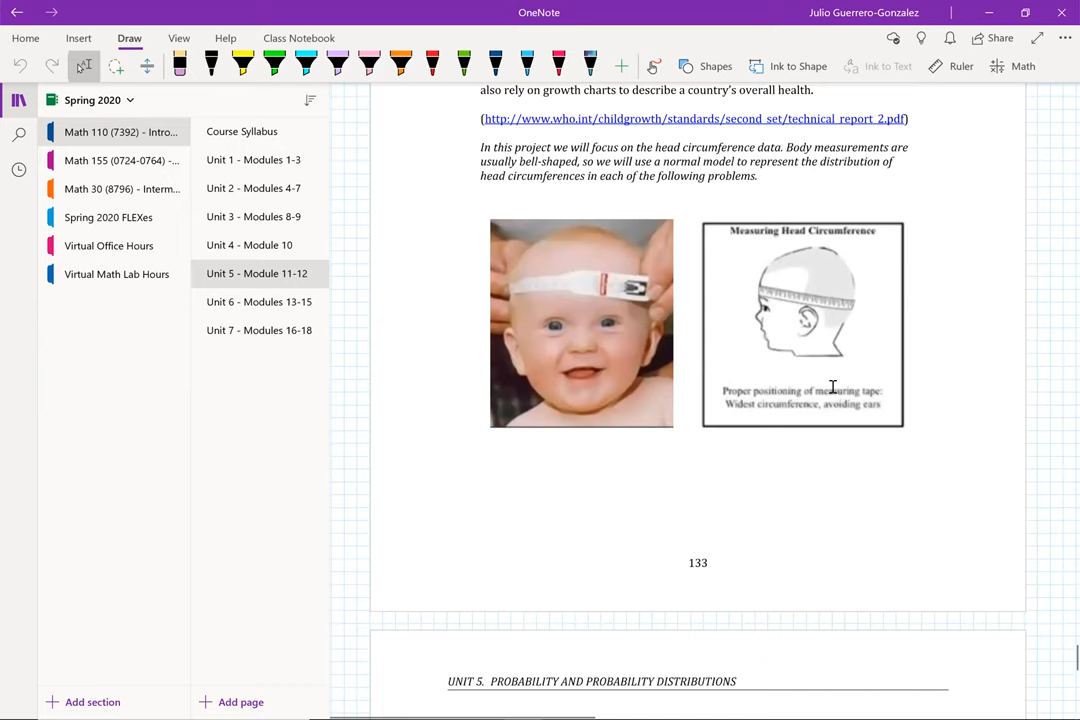 OneNote
Julio Guerrero-Gonzalez
Home
Insert
Draw
View
Help
Class Notebook
Share
Shapes
Ink to Shape
Ink to Text
Ruler
Math
Spring 2020
Math 110 (7392) - Intro...
Math 155 (0724-0764) -...
Math 30 (8796) - Interm...
Spring 2020 FLEXes
Virtual Office Hours
Virtual Math Lab Hours
Course Syllabus
Unit 1 - Modules 1-3
Unit 2 - Modules 4-7
Unit 3 - Modules 8-9
Unit 4 - Module 10
Unit 5 - Module 11-12
Unit 6 - Modules 13-15
Unit 7 - Modules 16-18
Add section
Add page
also rely on growth charts to describe a country's overall health.
(http://www.who.int/childgrowth/standards/second_set/technical_report_2.pdf)
In this project we will focus on the head circumference data. Body measurements are
usually bell-shaped, so we will use a normal model to represent the distribution of
head circumferences in each of the following problems.
Measuring Head Circumference
Proper positioning of measuring tape:
Widest circumference, avoiding ears
133
UNIT 5. PROBABILITY AND PROBABILITY DISTRIBUTIONS